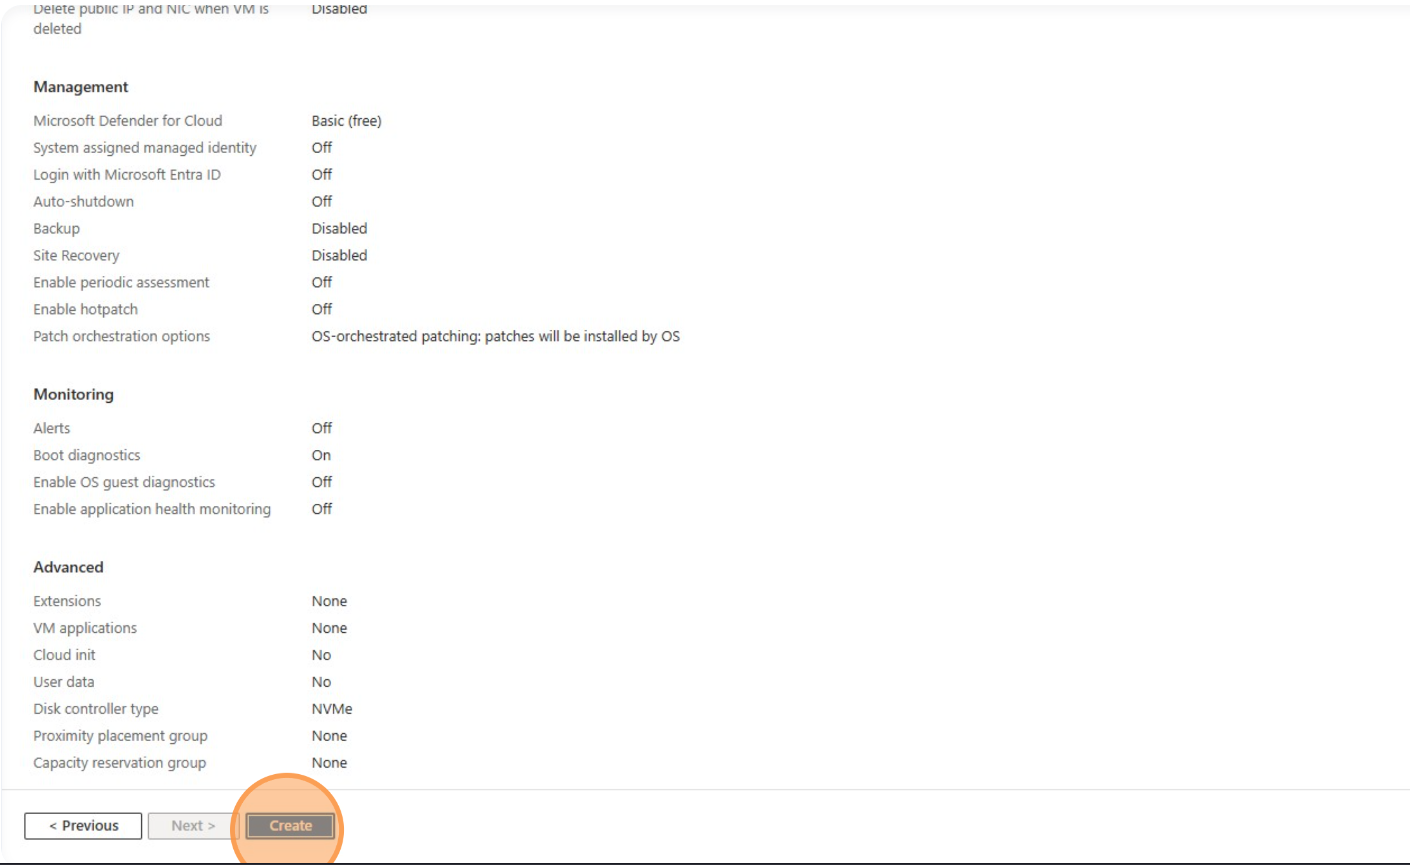 Delete public IP and NIC when VM is Disabled
deleted
Management
Microsoft Defender for Cloud Basic (free)
System assigned managed identity Off
Login with Microsoft Entra ID Off
Auto-shutdown Off
Backup Disabled
Site Recovery Disabled
Enable periodic assessment Off
Enable hotpatch Off
Patch orchestration options OS-orchestrated patching: patches will be installed by OS
Monitoring
Alerts Off
Boot diagnostics On
Enable OS guest diagnostics Off
Enable application health monitoring Off
Advanced
Extensions None
VM applications None
Cloud init No
User data No
Disk controller type NVMe
Proximity placement group None
Capacity reservation group None
< Previous Next > Create